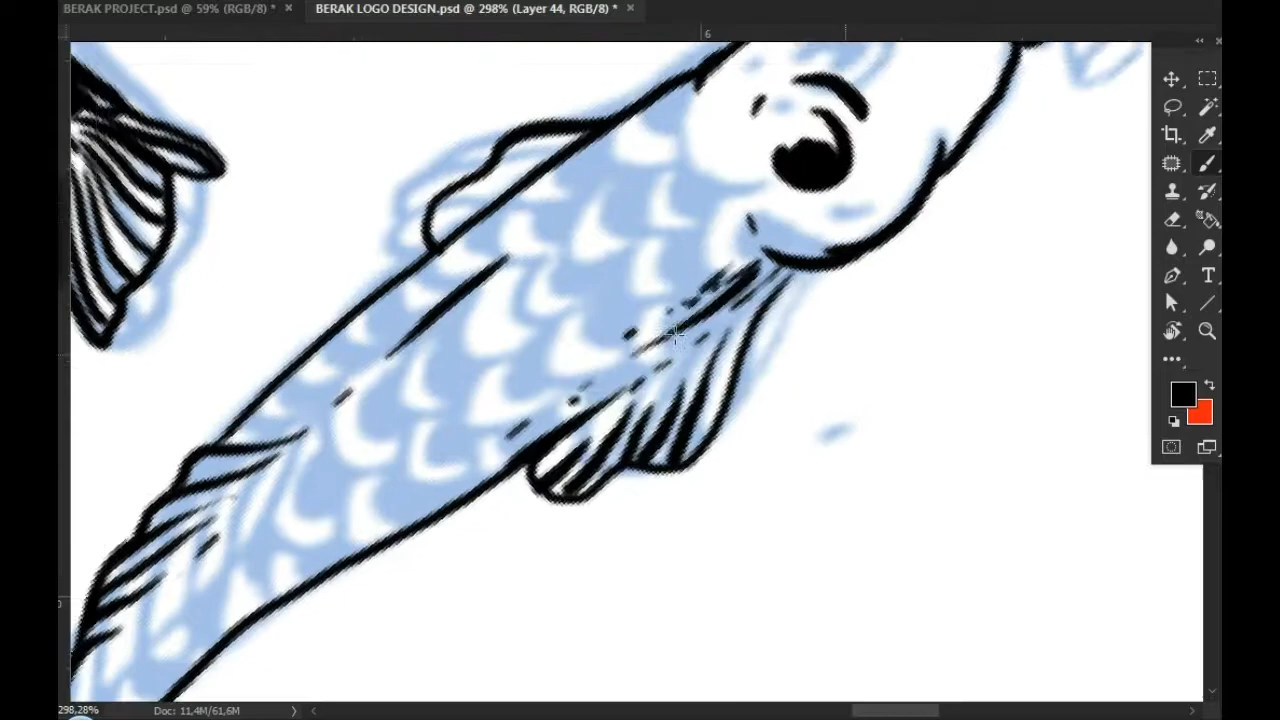 BERAK PROJECT.psd @ 59% (RGB/8) * ×
BERAK LOGO DESIGN.psd @ 298% (Layer 44, RGB/8) * ×
6
0
298.28%
Doc: 11,4M/61,6M